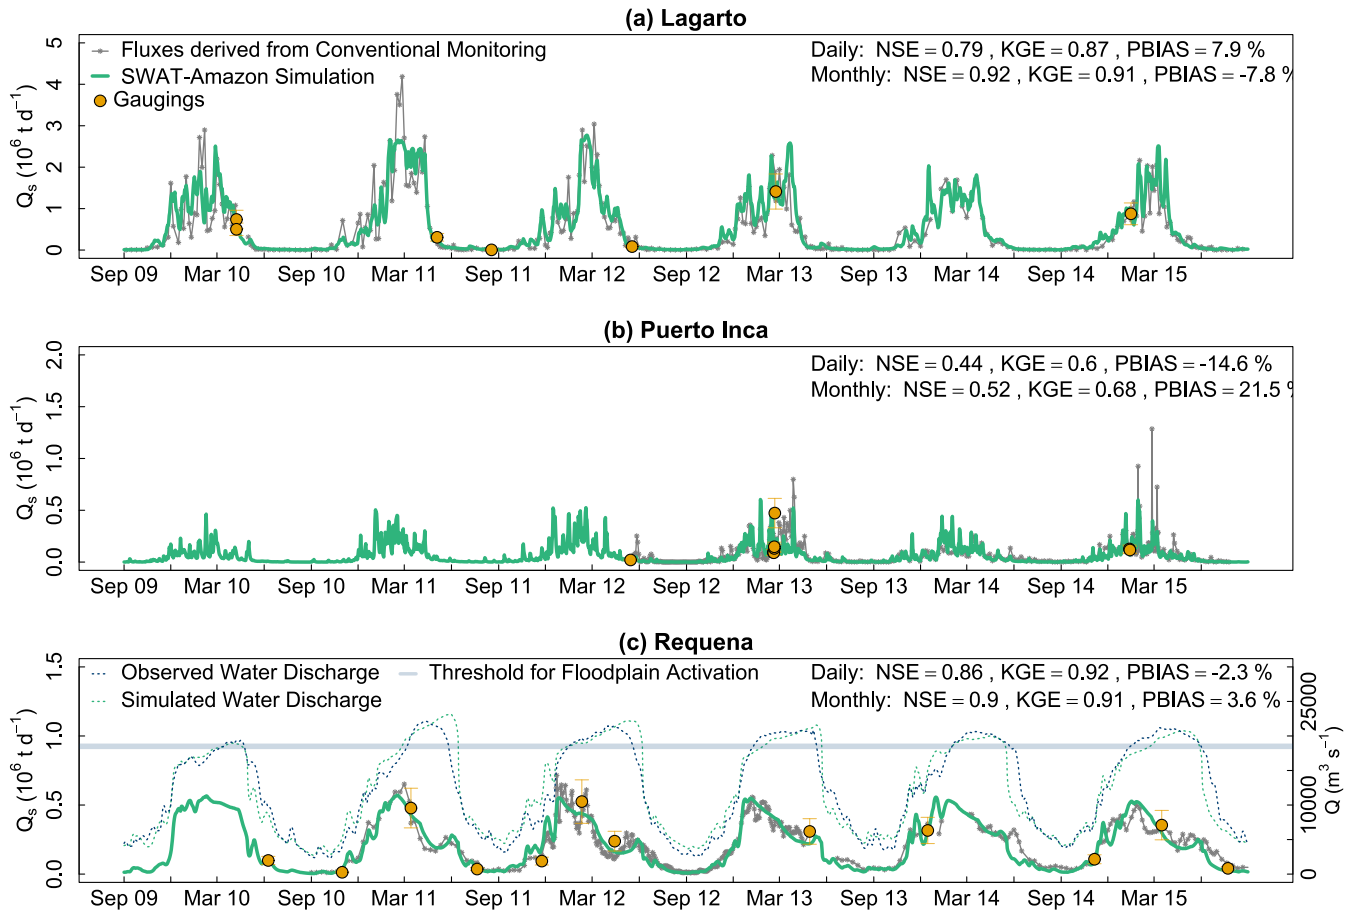 (a) Lagarto
Fluxes derived from Conventional Monitoring
SWAT-Amazon Simulation
Gaugings
Daily: NSE = 0.79 , KGE = 0.87 , PBIAS = 7.9 %
Monthly: NSE = 0.92 , KGE = 0.91 , PBIAS = -7.8 %
Qs (10^6 t d^−1)
5
4
3
2
1
0
Sep 09 Mar 10 Sep 10 Mar 11 Sep 11 Mar 12 Sep 12 Mar 13 Sep 13 Mar 14 Sep 14 Mar 15
(b) Puerto Inca
Daily: NSE = 0.44 , KGE = 0.6 , PBIAS = -14.6 %
Monthly: NSE = 0.52 , KGE = 0.68 , PBIAS = 21.5 %
Qs (10^6 t d^−1)
2.0
1.5
1.0
0.5
0.0
Sep 09 Mar 10 Sep 10 Mar 11 Sep 11 Mar 12 Sep 12 Mar 13 Sep 13 Mar 14 Sep 14 Mar 15
(c) Requena
Observed Water Discharge
Simulated Water Discharge
Threshold for Floodplain Activation
Daily: NSE = 0.86 , KGE = 0.92 , PBIAS = -2.3 %
Monthly: NSE = 0.9 , KGE = 0.91 , PBIAS = 3.6 %
Qs (10^6 t d^−1)
1.5
1.0
0.5
0.0
25000
10000
0
Q (m^3 s^−1)
Sep 09 Mar 10 Sep 10 Mar 11 Sep 11 Mar 12 Sep 12 Mar 13 Sep 13 Mar 14 Sep 14 Mar 15